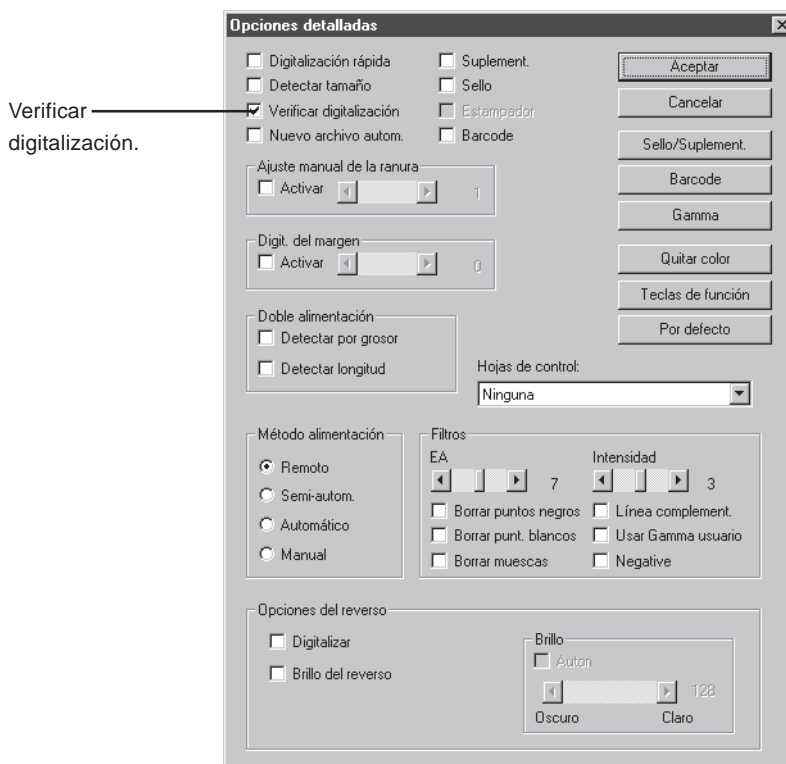 Opciones detalladas
Digitalización rápida
Detectar tamaño
Verificar digitalización
Nuevo archivo autom.
Suplement.
Sello
Estampador
Barcode
Aceptar
Cancelar
Sello/Suplement.
Barcode
Gamma
Quitar color
Teclas de función
Por defecto
Verificar
digitalización.
Ajuste manual de la ranura
Activar 1
Digit. del margen
Activar 0
Doble alimentación
Detectar por grosor
Detectar longitud
Hojas de control:
Ninguna
Método alimentación
Remoto
Semi-autom.
Automático
Manual
Filtros
EA
7
Intensidad
3
Borrar puntos negros
Borrar punt. blancos
Borrar muescas
Línea complement.
Usar Gamma usuario
Negative
Opciones del reverso
Digitalizar
Brillo del reverso
Brillo
Auton
128
Oscuro Claro